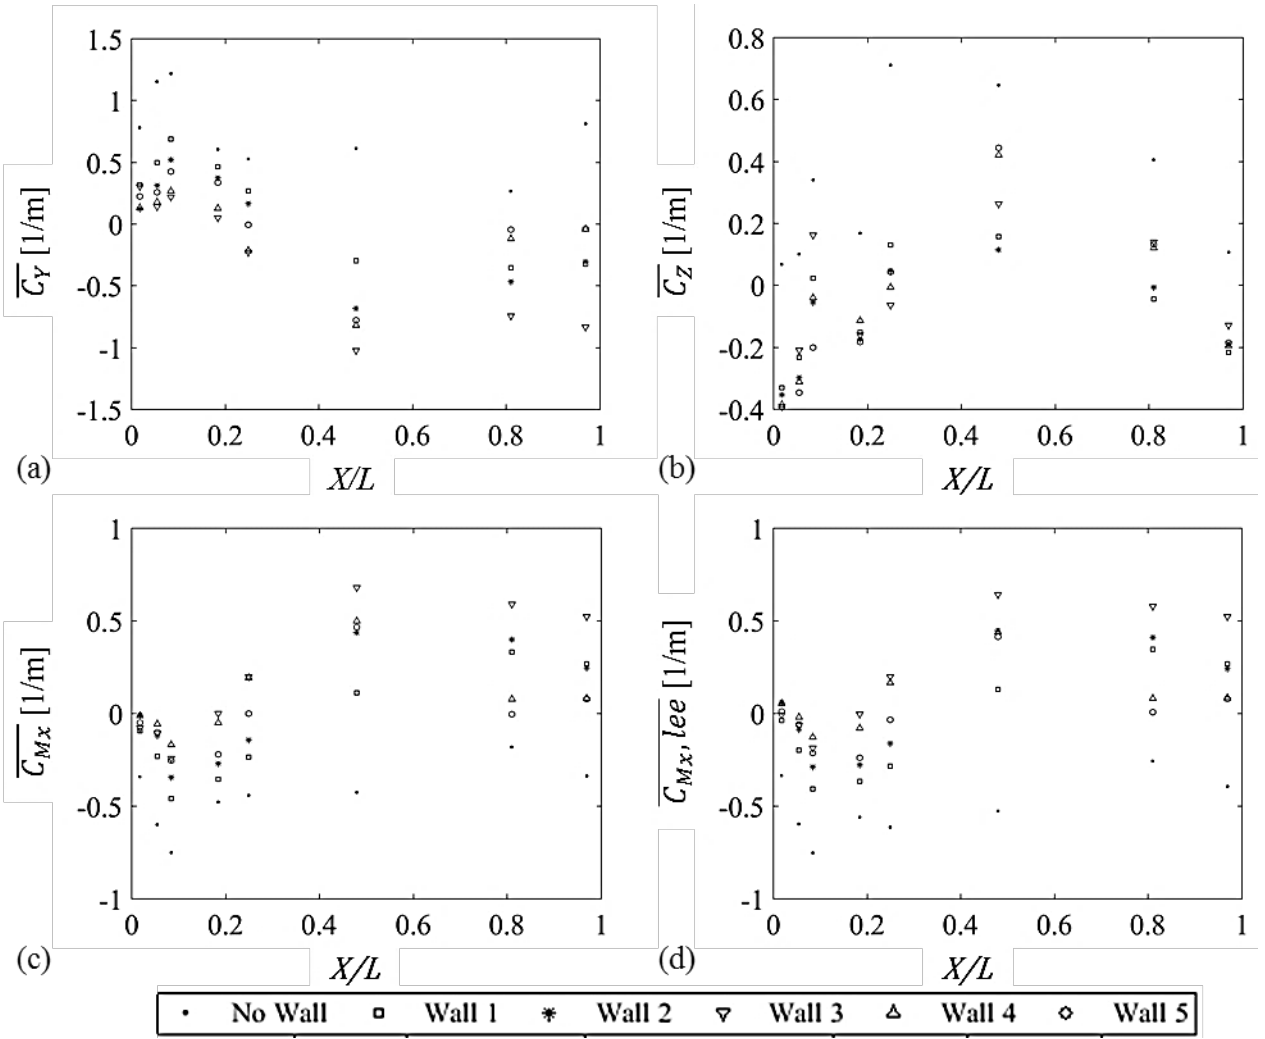 1.5
1
0.5
0
-0.5
-1
-1.5
0 0.2 0.4 0.6 0.8 1
C_Y [1/m]
(a)
X/L
0.8
0.6
0.4
0.2
0
-0.2
-0.4
0 0.2 0.4 0.6 0.8 1
C_Z [1/m]
(b)
X/L
1
0.5
0
-0.5
-1
0 0.2 0.4 0.6 0.8 1
C_Mx [1/m]
(c)
X/L
1
0.5
0
-0.5
-1
0 0.2 0.4 0.6 0.8 1
C_Mx,lee [1/m]
(d)
X/L
No Wall Wall 1 Wall 2 Wall 3 Wall 4 Wall 5